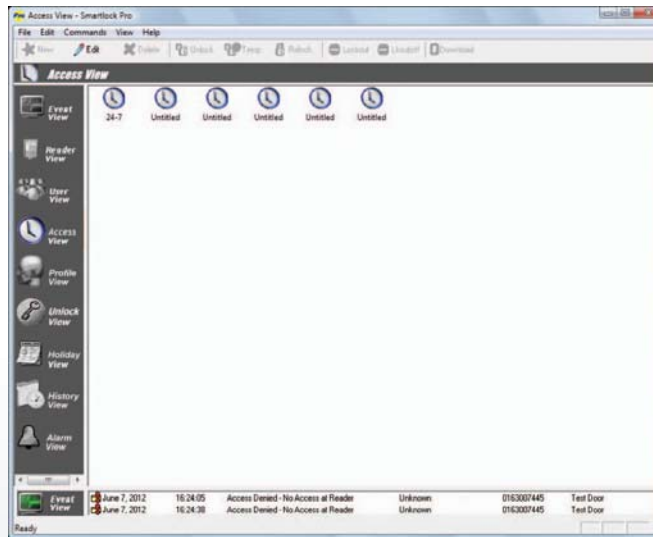 Access View - Smartlock Pro
File Edit Commands View Help
New Edit Delete Unlock Temp Relock Lockout Download
Access View
24-7 Untitled Untitled Untitled Untitled Untitled
Event View
Reader View
User View
Access View
Profile View
Unlock View
Holiday View
History View
Alarm View
Event View
June 7, 2012 16:24:05 Access Denied - No Access at Reader Unknown 0163007445 Test Door
June 7, 2012 16:24:38 Access Denied - No Access at Reader Unknown 0163007445 Test Door
Ready